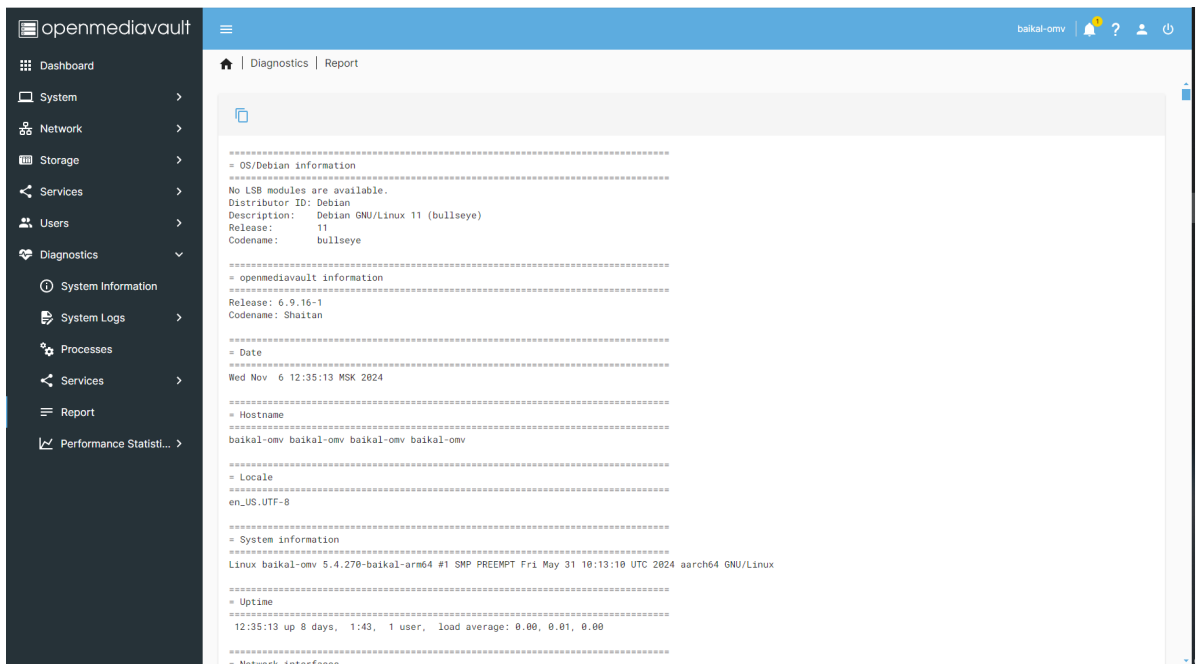 openmediavault
baikal-omv
1
?
Dashboard
System
Network
Storage
Services
Users
Diagnostics
System Information
System Logs
Processes
Services
Report
Performance Statisti...
Diagnostics | Report
================================================================================
= OS/Debian information
================================================================================
No LSB modules are available.
Distributor ID: Debian
Description: Debian GNU/Linux 11 (bullseye)
Release: 11
Codename: bullseye
================================================================================
= openmediavault information
================================================================================
Release: 6.9.16-1
Codename: Shaitan
================================================================================
= Date
================================================================================
Wed Nov  6 12:35:13 MSK 2024
================================================================================
= Hostname
================================================================================
baikal-omv baikal-omv baikal-omv baikal-omv
================================================================================
= Locale
================================================================================
en_US.UTF-8
================================================================================
= System information
================================================================================
Linux baikal-omv 5.4.270-baikal-arm64 #1 SMP PREEMPT Fri May 31 10:13:10 UTC 2024 aarch64 GNU/Linux
================================================================================
= Uptime
================================================================================
12:35:13 up 8 days,  1:43,  1 user,  load average: 0.00, 0.01, 0.00
================================================================================
= Network interfaces